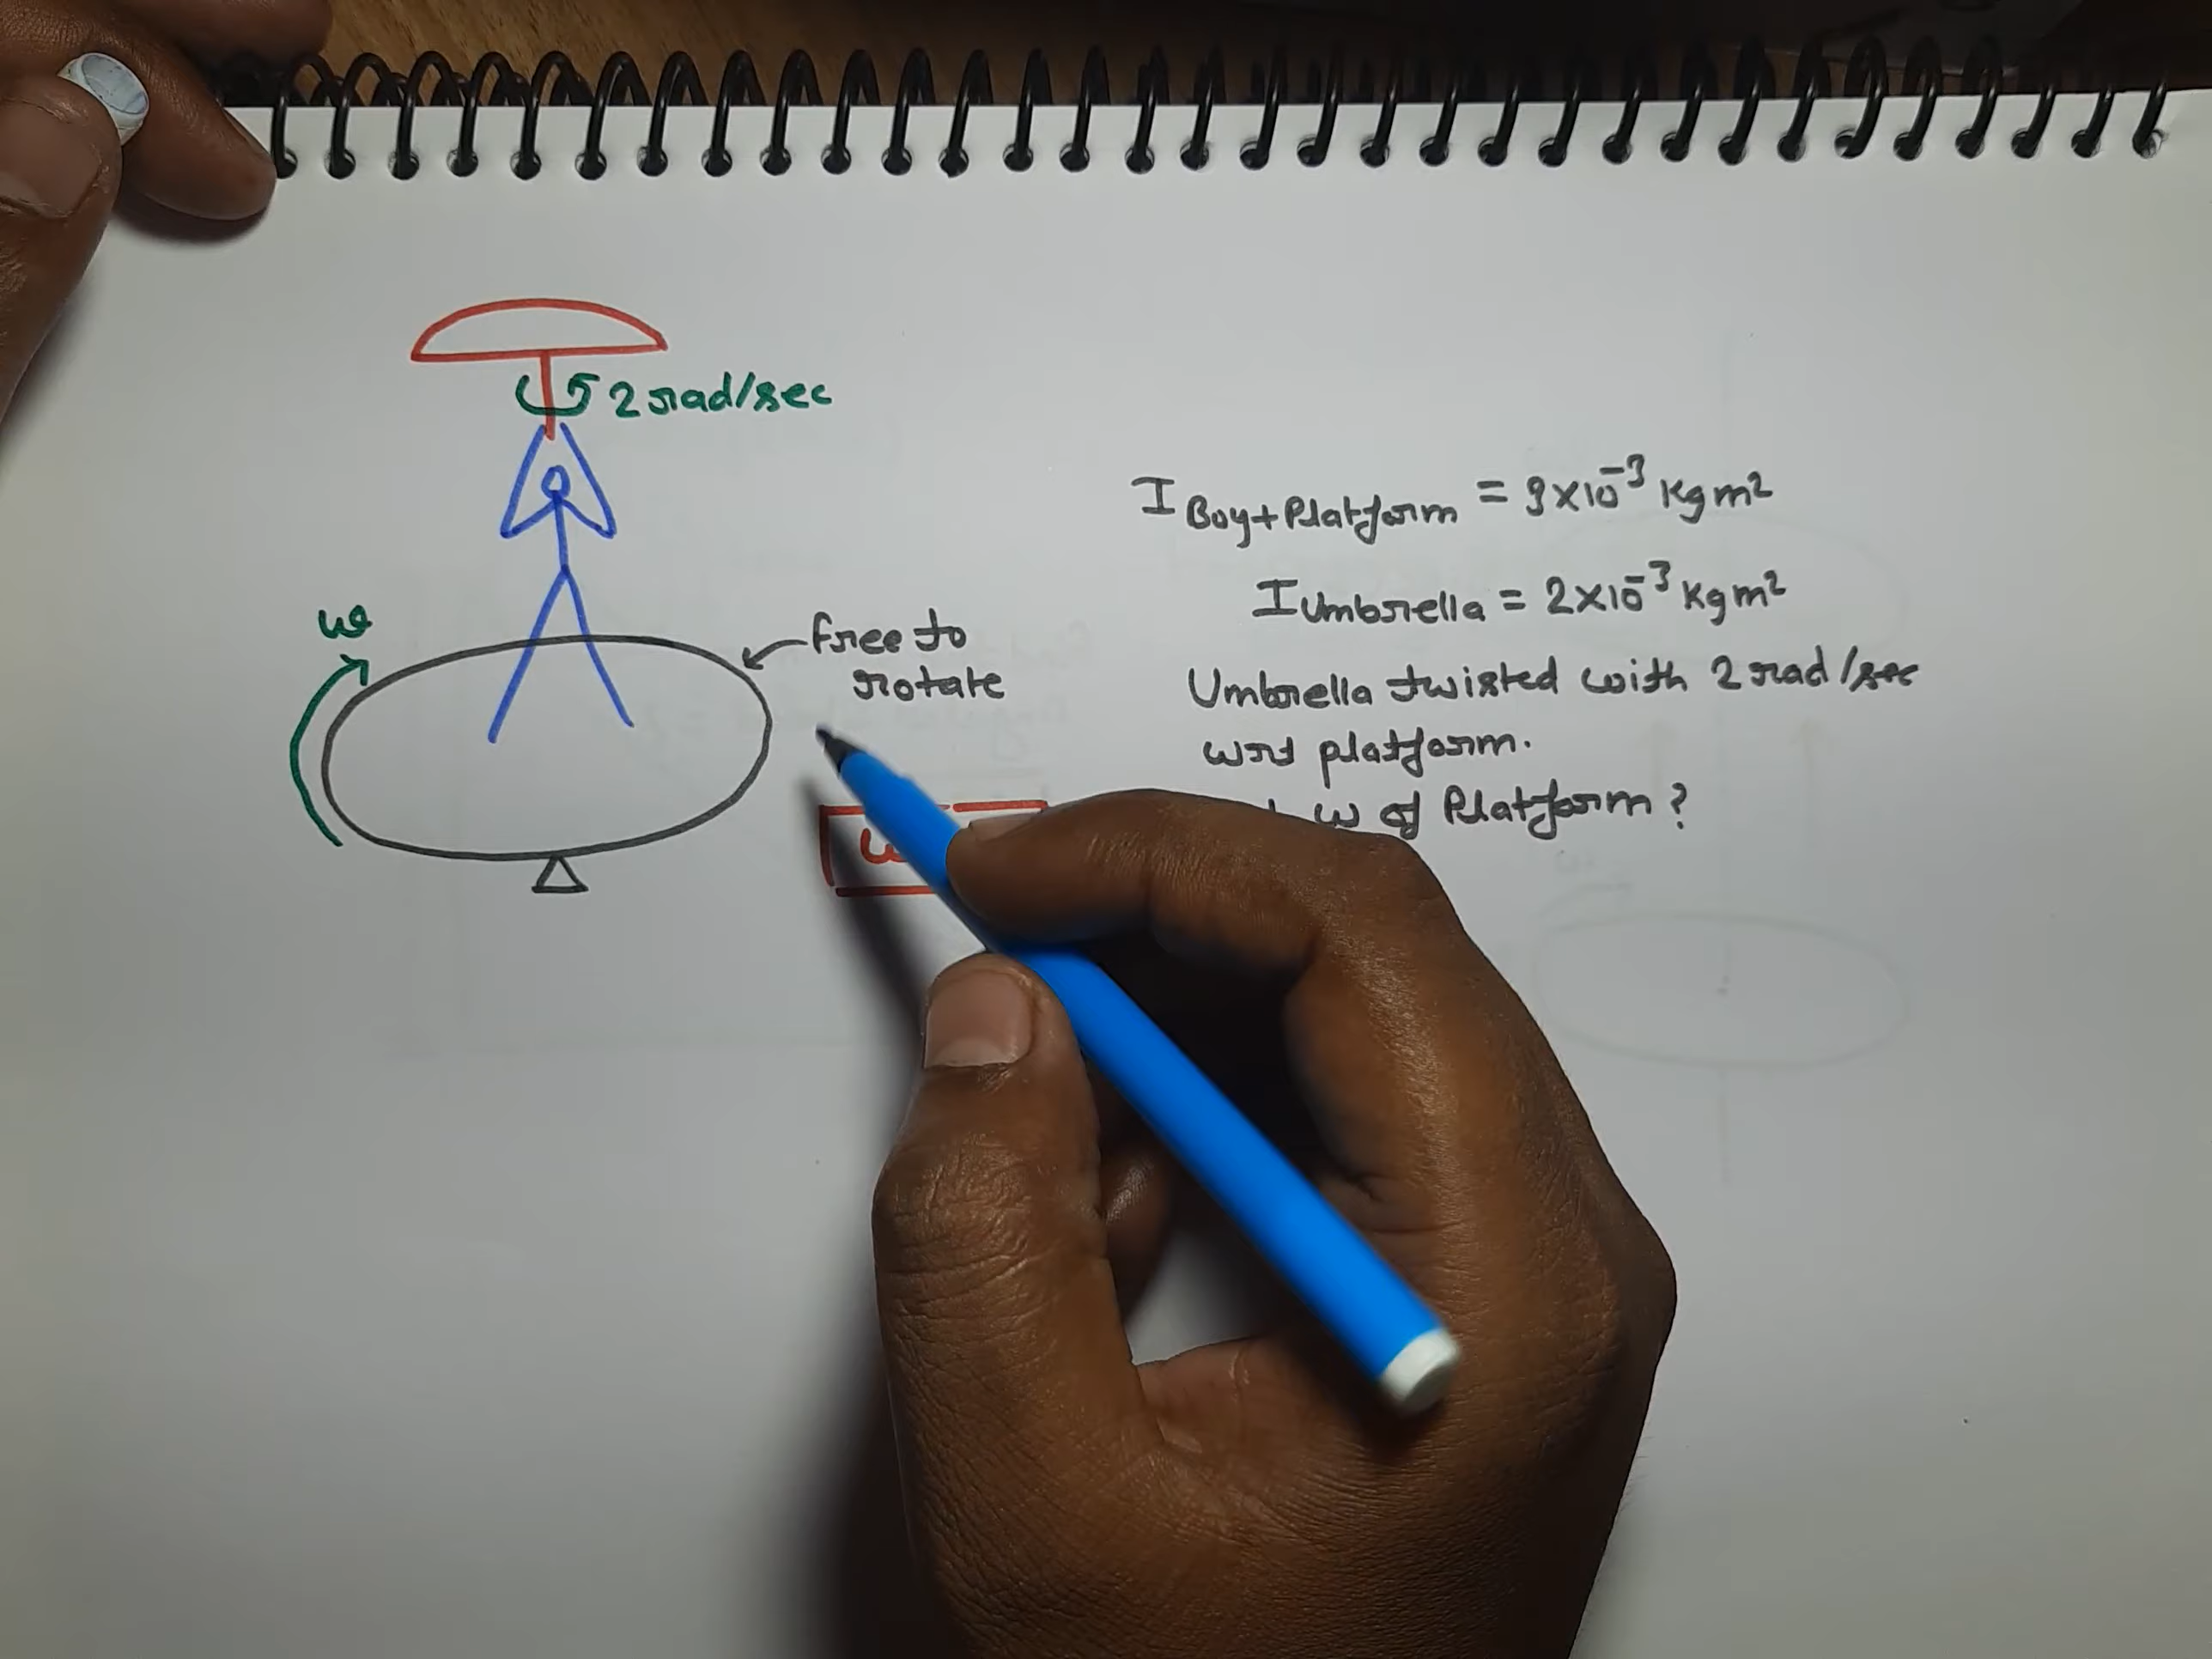 2 rad/sec
I Boy+Platform = 3×10⁻³ kg m²
I Umbrella = 2×10⁻³ kg m²
ω
free to
rotate
Umbrella twisted with 2 rad/sec
wrt platform.
ω of Platform?